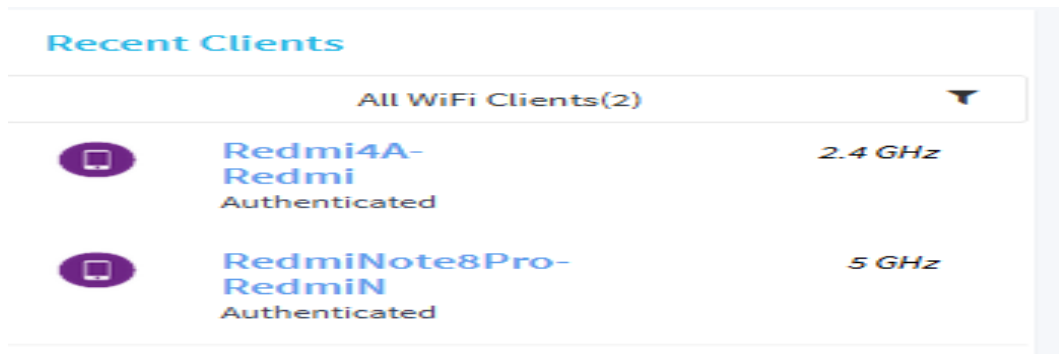 Recent Clients
All WiFi Clients(2)
Redmi4A-
Redmi
2.4 GHz
Authenticated
RedmiNote8Pro-
RedmiN
5 GHz
Authenticated